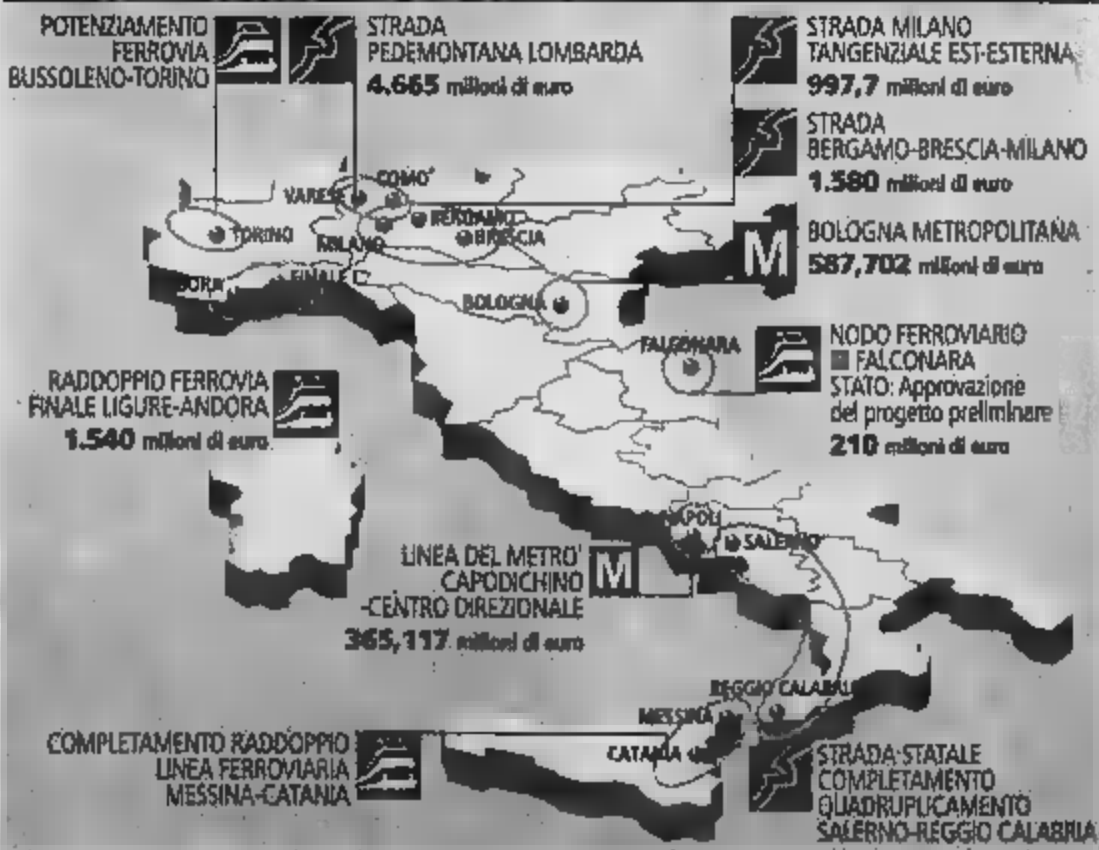 POTENZIAMENTO
FERROVIA
BUSSOLENO-TORINO
STRADA
PEDEMONTANA LOMBARDA
4.665 milioni di euro
STRADA MILANO
TANGENZIALE EST-ESTERNA
997,7 milioni di euro
STRADA
BERGAMO-BRESCIA-MILANO
1.580 milioni di euro
M
BOLOGNA METROPOLITANA
587,702 milioni di euro
VARESE
COMO
BERGAMO
TORINO
MILANO
BRESCIA
FINALE L
BOLOGNA
FALCONARA
NODO FERROVIARIO
FALCONARA
STATO: Approvazione
del progetto preliminare
210 milioni di euro
RADDOPPIO FERROVIA
FINALE LIGURE-ANDORA
1.540 milioni di euro
NAPOLI
SALERNO
LINEA DEL METRO'
CAPODICHINO
-CENTRO DIREZIONALE
M
365,117 milioni di euro
REGGIO CALABRIA
MESSINA
CATANIA
COMPLETAMENTO RADDOPPIO
LINEA FERROVIARIA
MESSINA-CATANIA
STRADA STATALE
COMPLETAMENTO
QUADRUPLICAMENTO
SALERNO-REGGIO CALABRIA